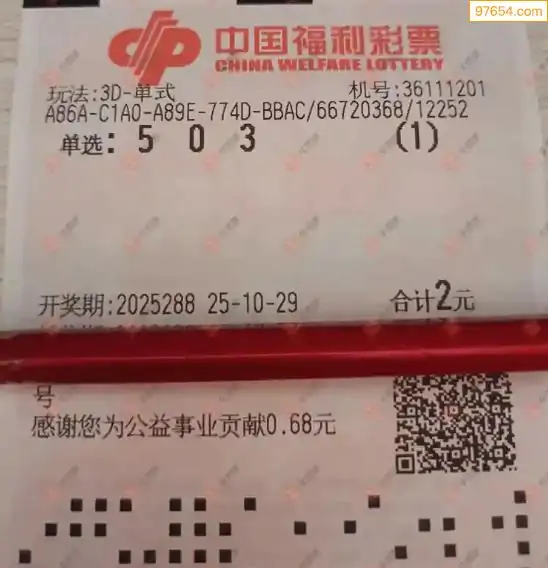 97654.com
中国福利彩票
CHINA WELFARE LOTTERY
玩法:3D-单式 机号:36111201
A86A-C1A0-A89E-774D-BBAC/66720368/12252
单选: 5 0 3 (1)
开奖期:2025288 25-10-29 合计2元
号
感谢您为公益事业贡献0.68元